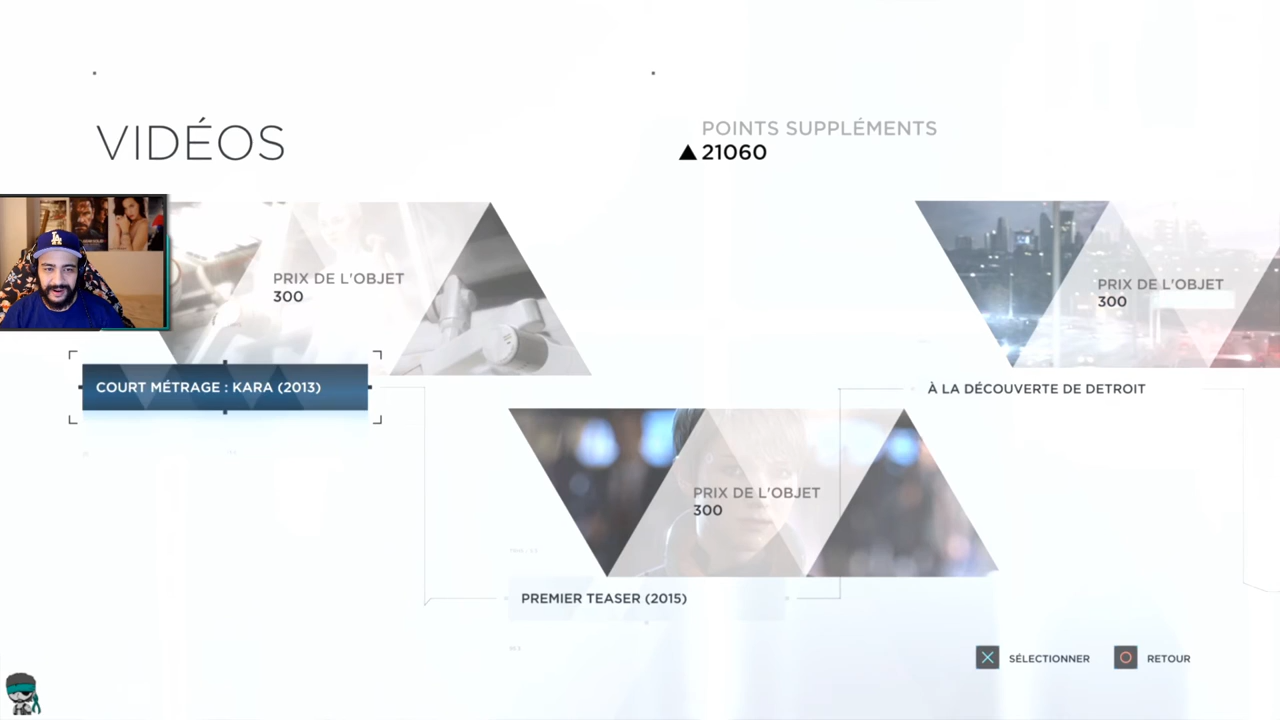 VIDÉOS
POINTS SUPPLÉMENTS
▲ 21060
PRIX DE L'OBJET
300
COURT MÉTRAGE : KARA (2013)
PRIX DE L'OBJET
300
À LA DÉCOUVERTE DE DETROIT
PRIX DE L'OBJET
300
PREMIER TEASER (2015)
SÉLECTIONNER
RETOUR